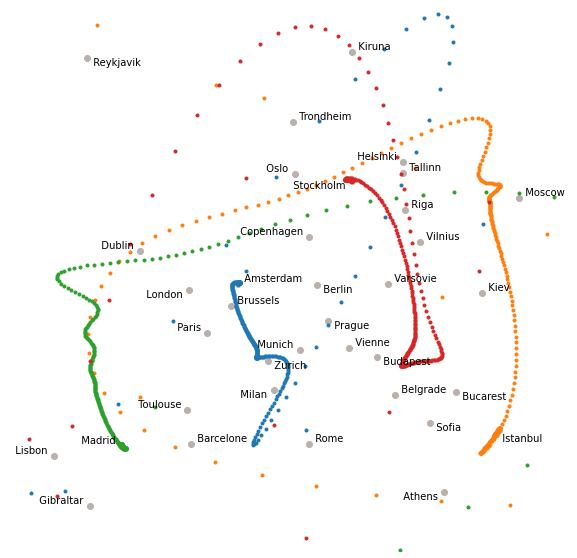 Kiruna
Reykjavik
Trondheim
Helsinki
Tallinn
Oslo
Stockholm
Moscow
Riga
Copenhagen
Vilnius
Dublin
Amsterdam
Varsovie
Berlin
Kiev
London
Brussels
Prague
Paris
Vienne
Munich
Budapest
Zurich
Milan
Belgrade
Bucarest
Toulouse
Sofia
Madrid
Barcelone
Rome
Istanbul
Lisbon
Gibraltar
Athens